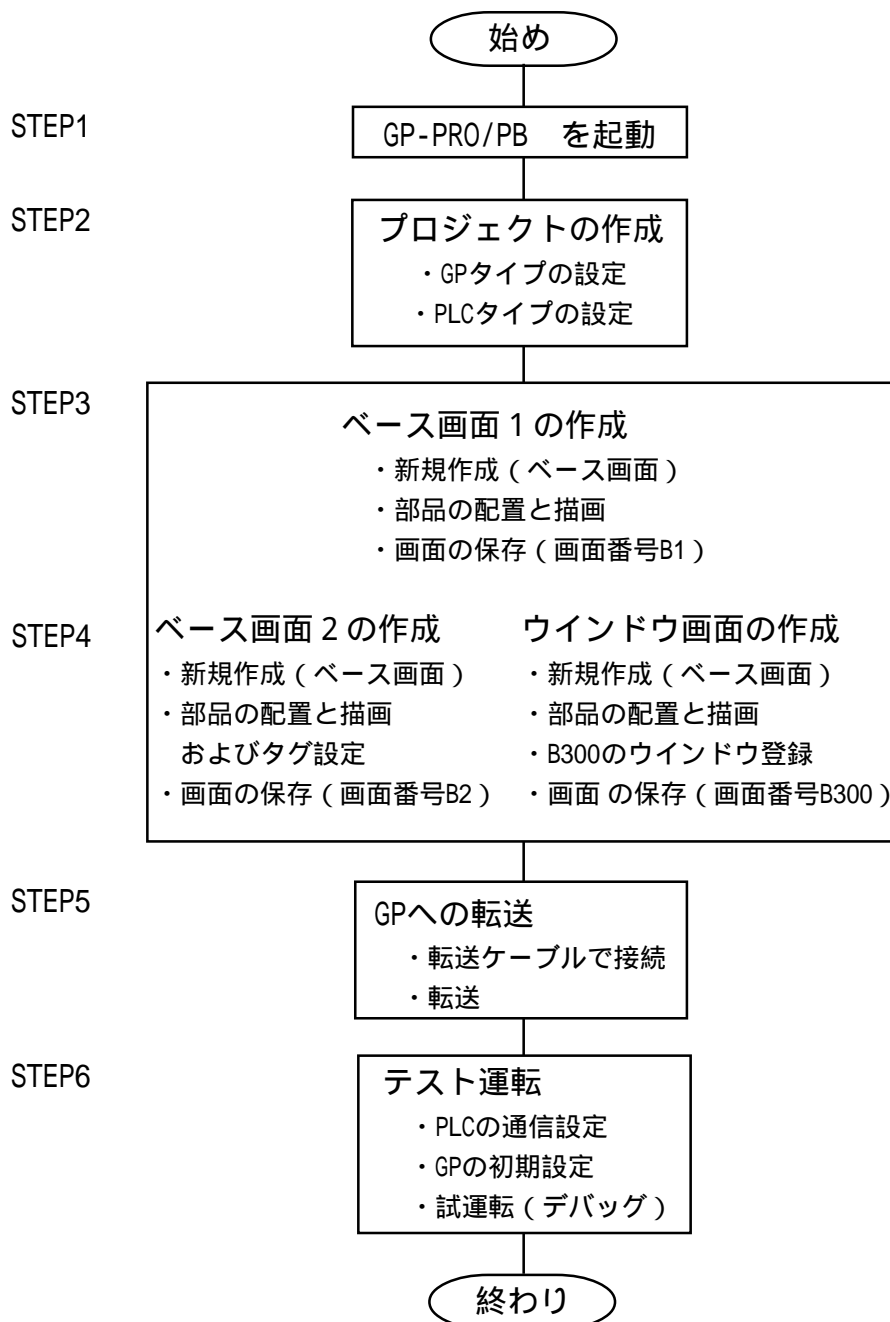 始め
STEP1
GP-PRO/PB　を起動
STEP2
プロジェクトの作成
・GPタイプの設定
・PLCタイプの設定
STEP3
ベース画面１の作成
・新規作成（ベース画面）
・部品の配置と描画
・画面の保存（画面番号B1）
STEP4
ベース画面２の作成
・新規作成（ベース画面）
・部品の配置と描画
およびタグ設定
・画面の保存（画面番号B2）
ウインドウ画面の作成
・新規作成（ベース画面）
・部品の配置と描画
・B300のウインドウ登録
・画面 の保存（画面番号B300）
STEP5
GPへの転送
・転送ケーブルで接続
・転送
STEP6
テスト運転
・PLCの通信設定
・GPの初期設定
・試運転（デバッグ）
終わり